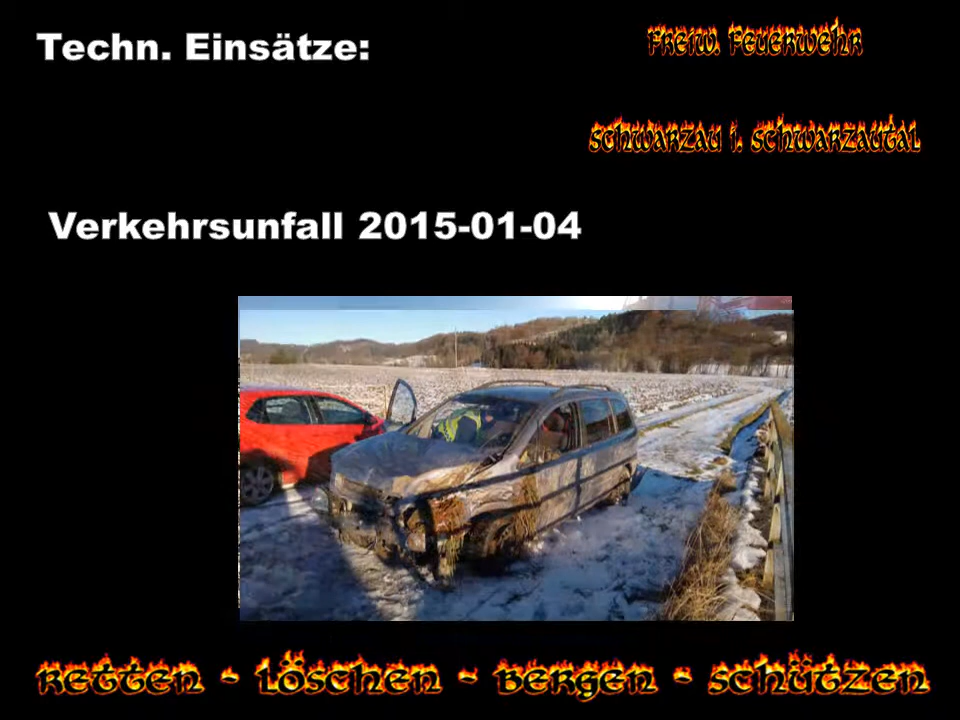 Techn. Einsätze:
Freiw. Feuerwehr
Schwarzau i. Schwarzautal
Verkehrsunfall 2015-01-04
Retten - Löschen - Bergen - Schützen